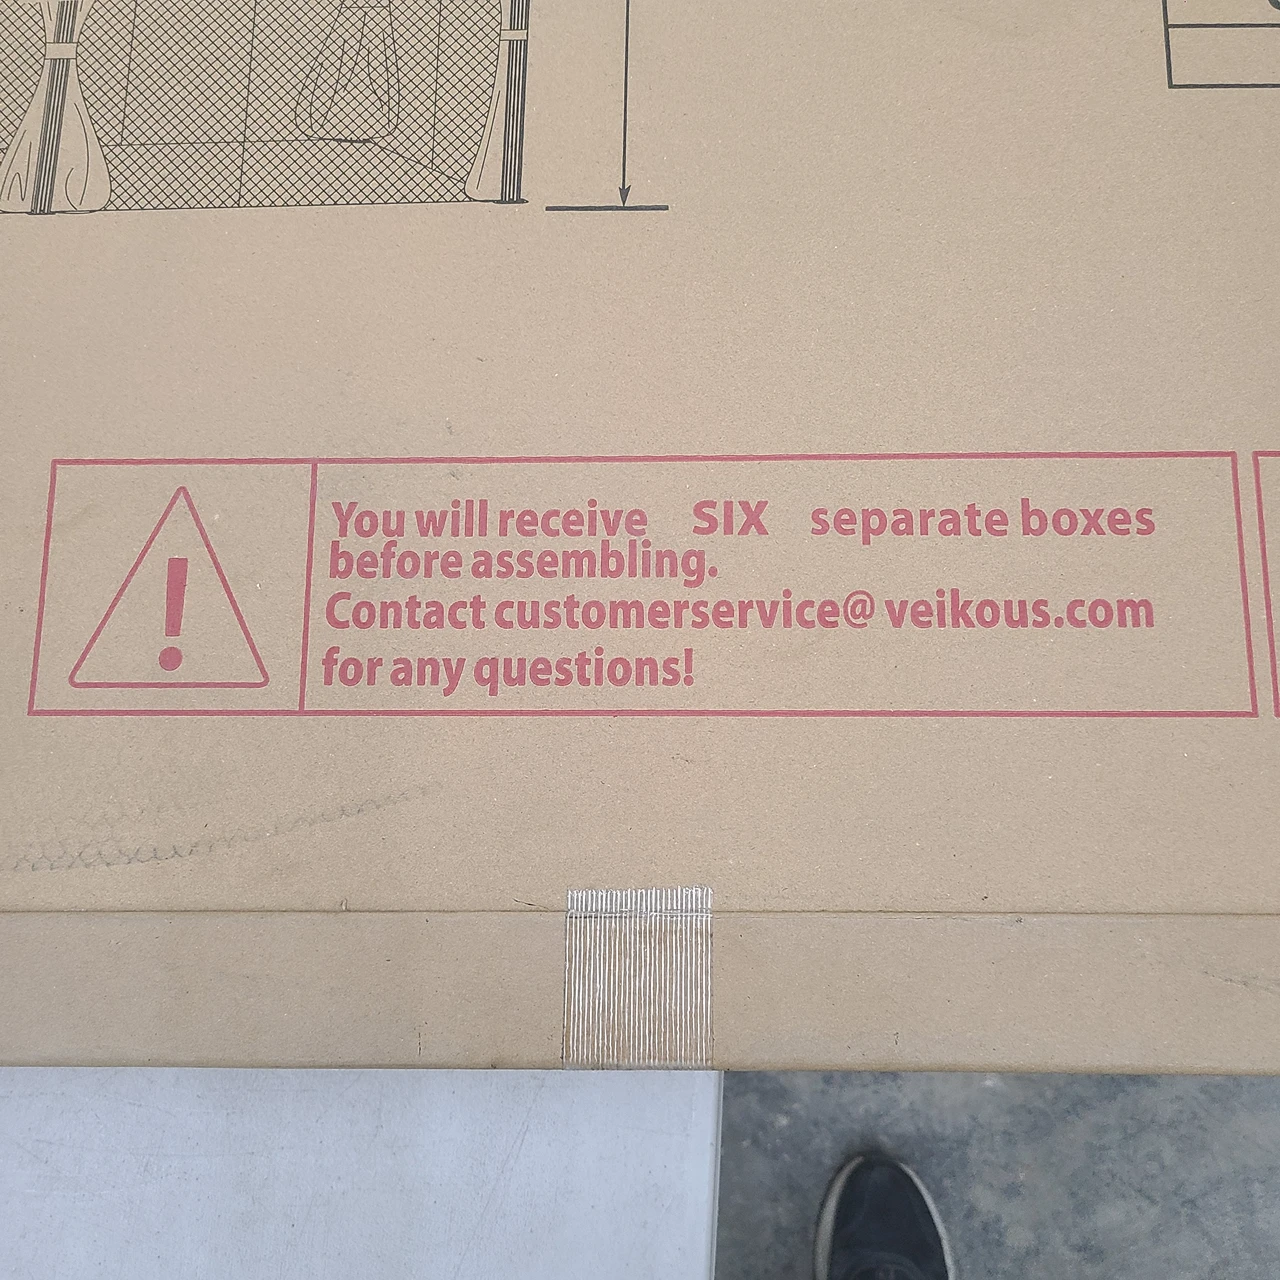 You will receive SIX separate boxes
before assembling.
Contact customerservice@ veikous.com
for any questions!